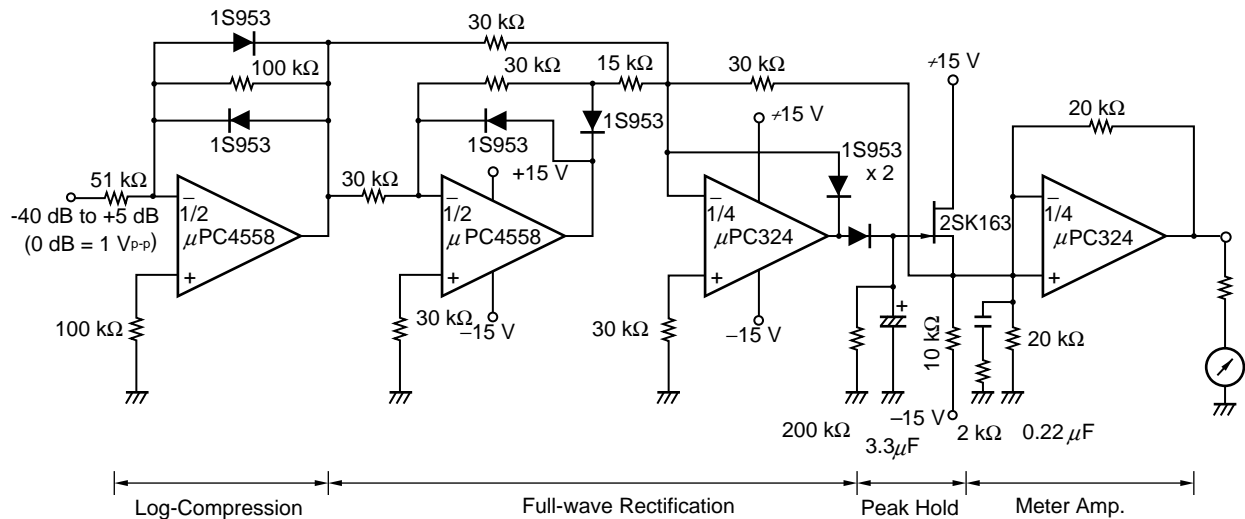 1S953
30 kΩ
100 kΩ
1S953
51 kΩ
-40 dB to +5 dB
(0 dB = 1 Vp-p)
−
1/2
µPC4558
+
100 kΩ
30 kΩ
15 kΩ
1S953
1S953
+15 V
30 kΩ
−
1/2
µPC4558
+
30 kΩ
−15 V
30 kΩ
+15 V
1S953
x 2
−
1/4
µPC324
+
30 kΩ
−15 V
+15 V
2SK163
200 kΩ
+
3.3µF
10 kΩ
−15 V
2 kΩ
0.22 µF
20 kΩ
20 kΩ
−
1/4
µPC324
+
Log-Compression
Full-wave Rectification
Peak Hold
Meter Amp.